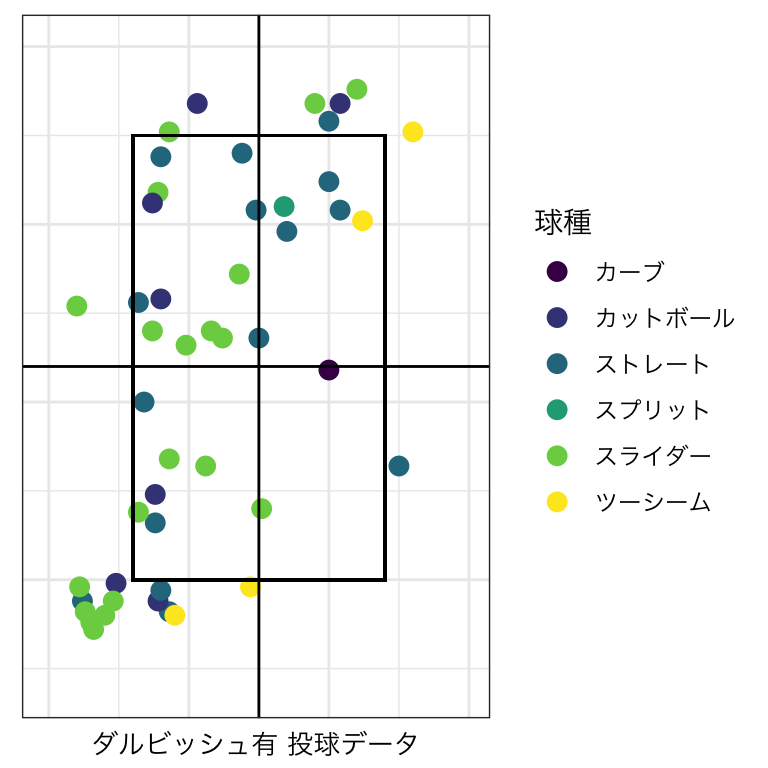 球種
カーブ
カットボール
ストレート
スプリット
スライダー
ツーシーム
ダルビッシュ有 投球データ